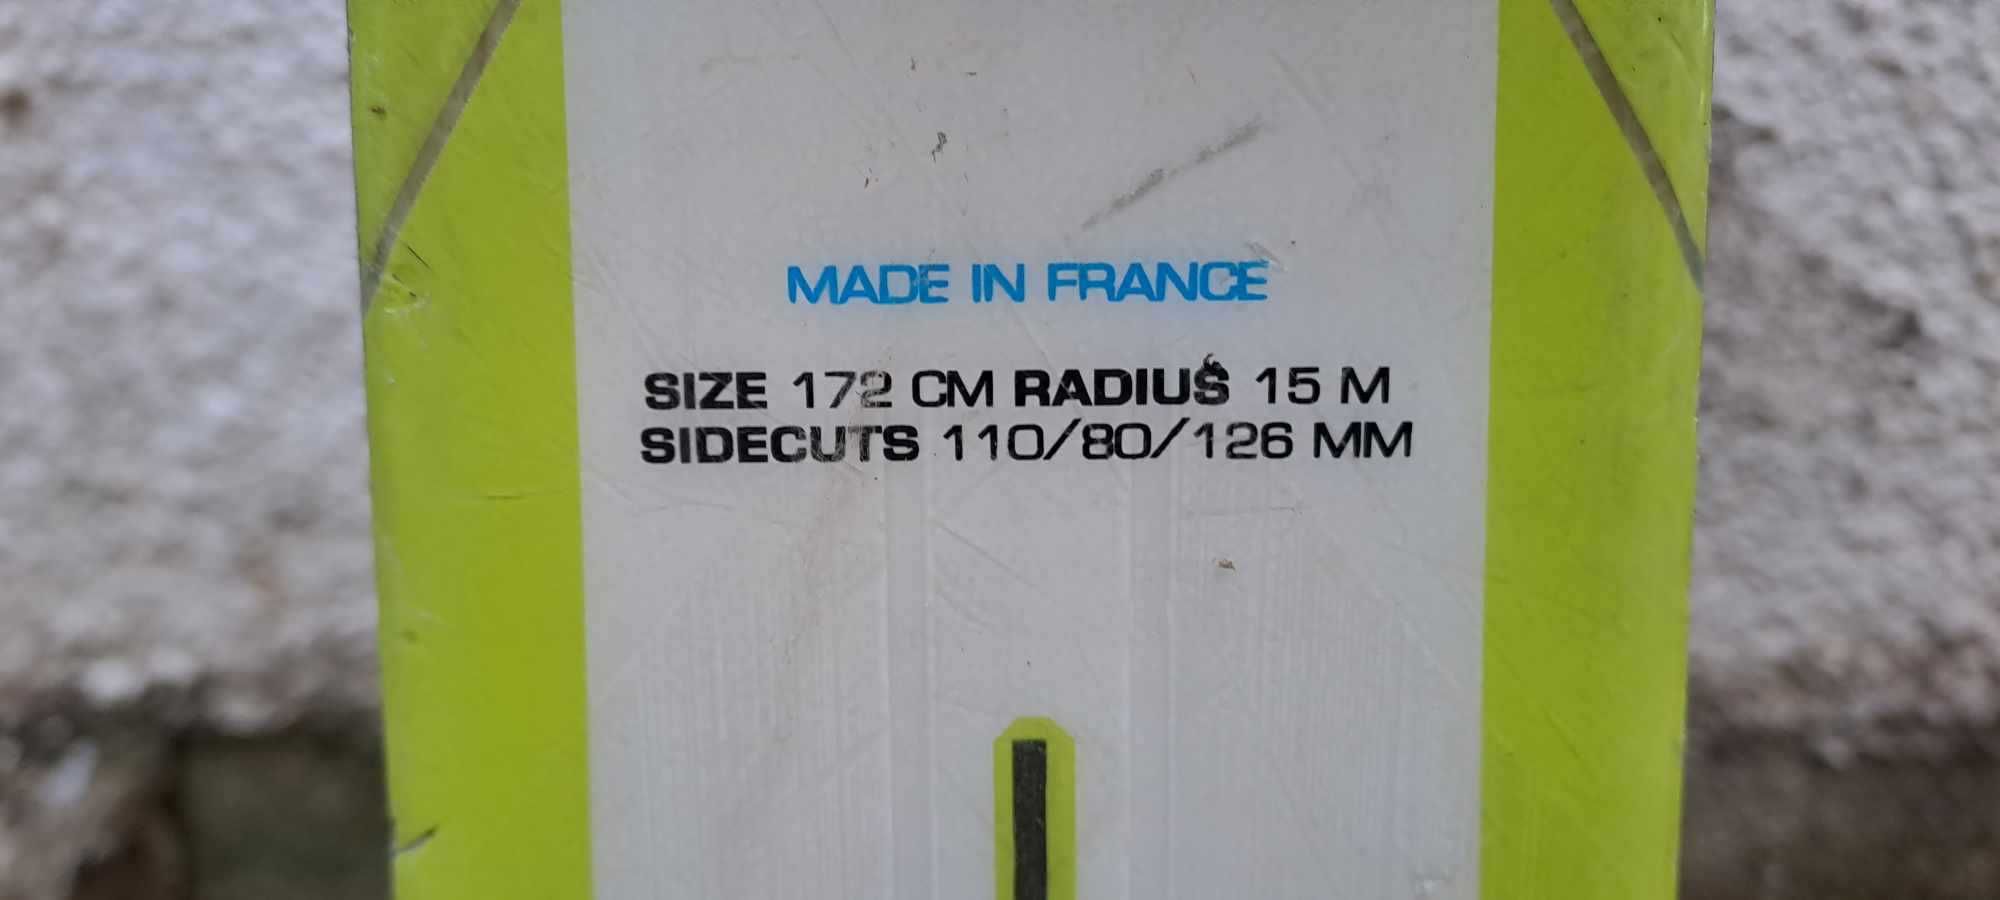 MADE IN FRANCE
SIZE 172 CM RADIUS 15 M
SIDECUTS 110/80/126 MM